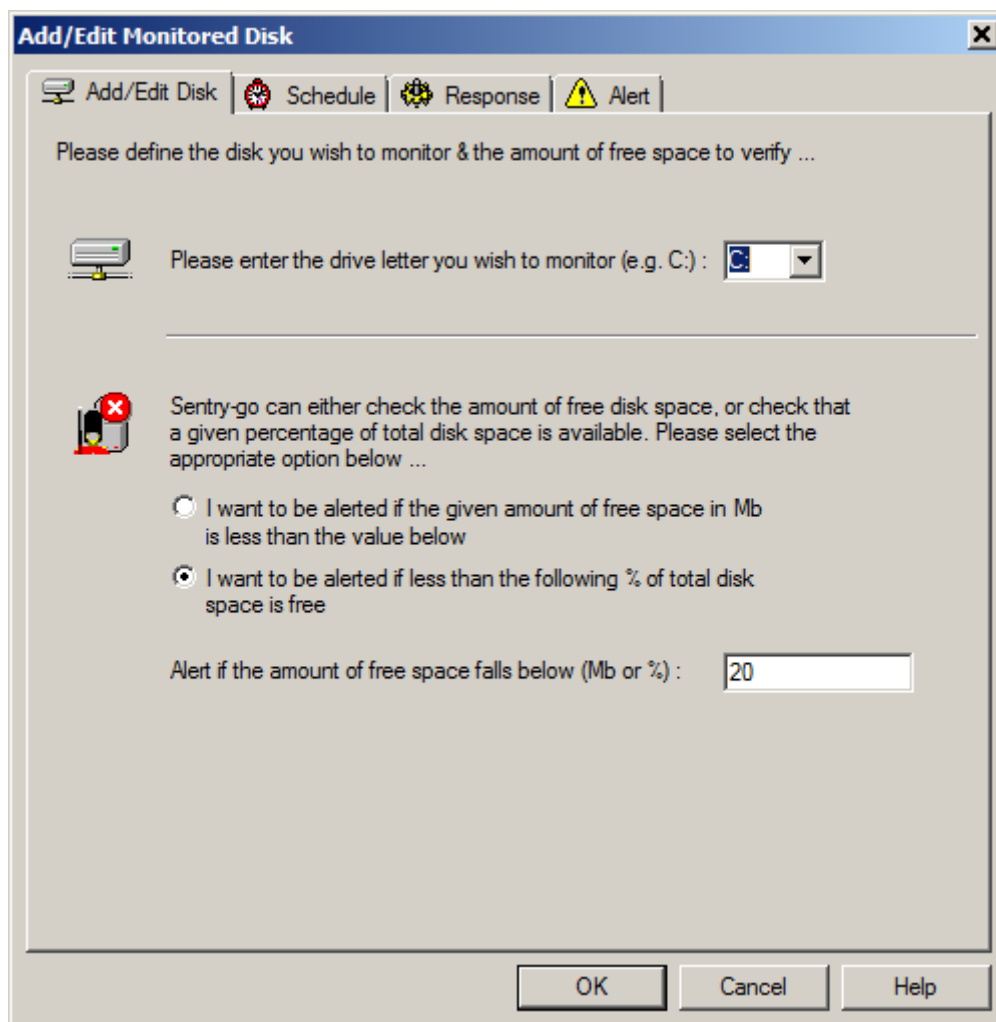 Add/Edit Monitored Disk
Add/Edit Disk Schedule Response Alert
Please define the disk you wish to monitor & the amount of free space to verify ...
Please enter the drive letter you wish to monitor (e.g. C:) : C:
Sentry-go can either check the amount of free disk space, or check that
a given percentage of total disk space is available. Please select the
appropriate option below ...
I want to be alerted if the given amount of free space in Mb
is less than the value below
I want to be alerted if less than the following % of total disk
space is free
Alert if the amount of free space falls below (Mb or %) : 20
OK Cancel Help